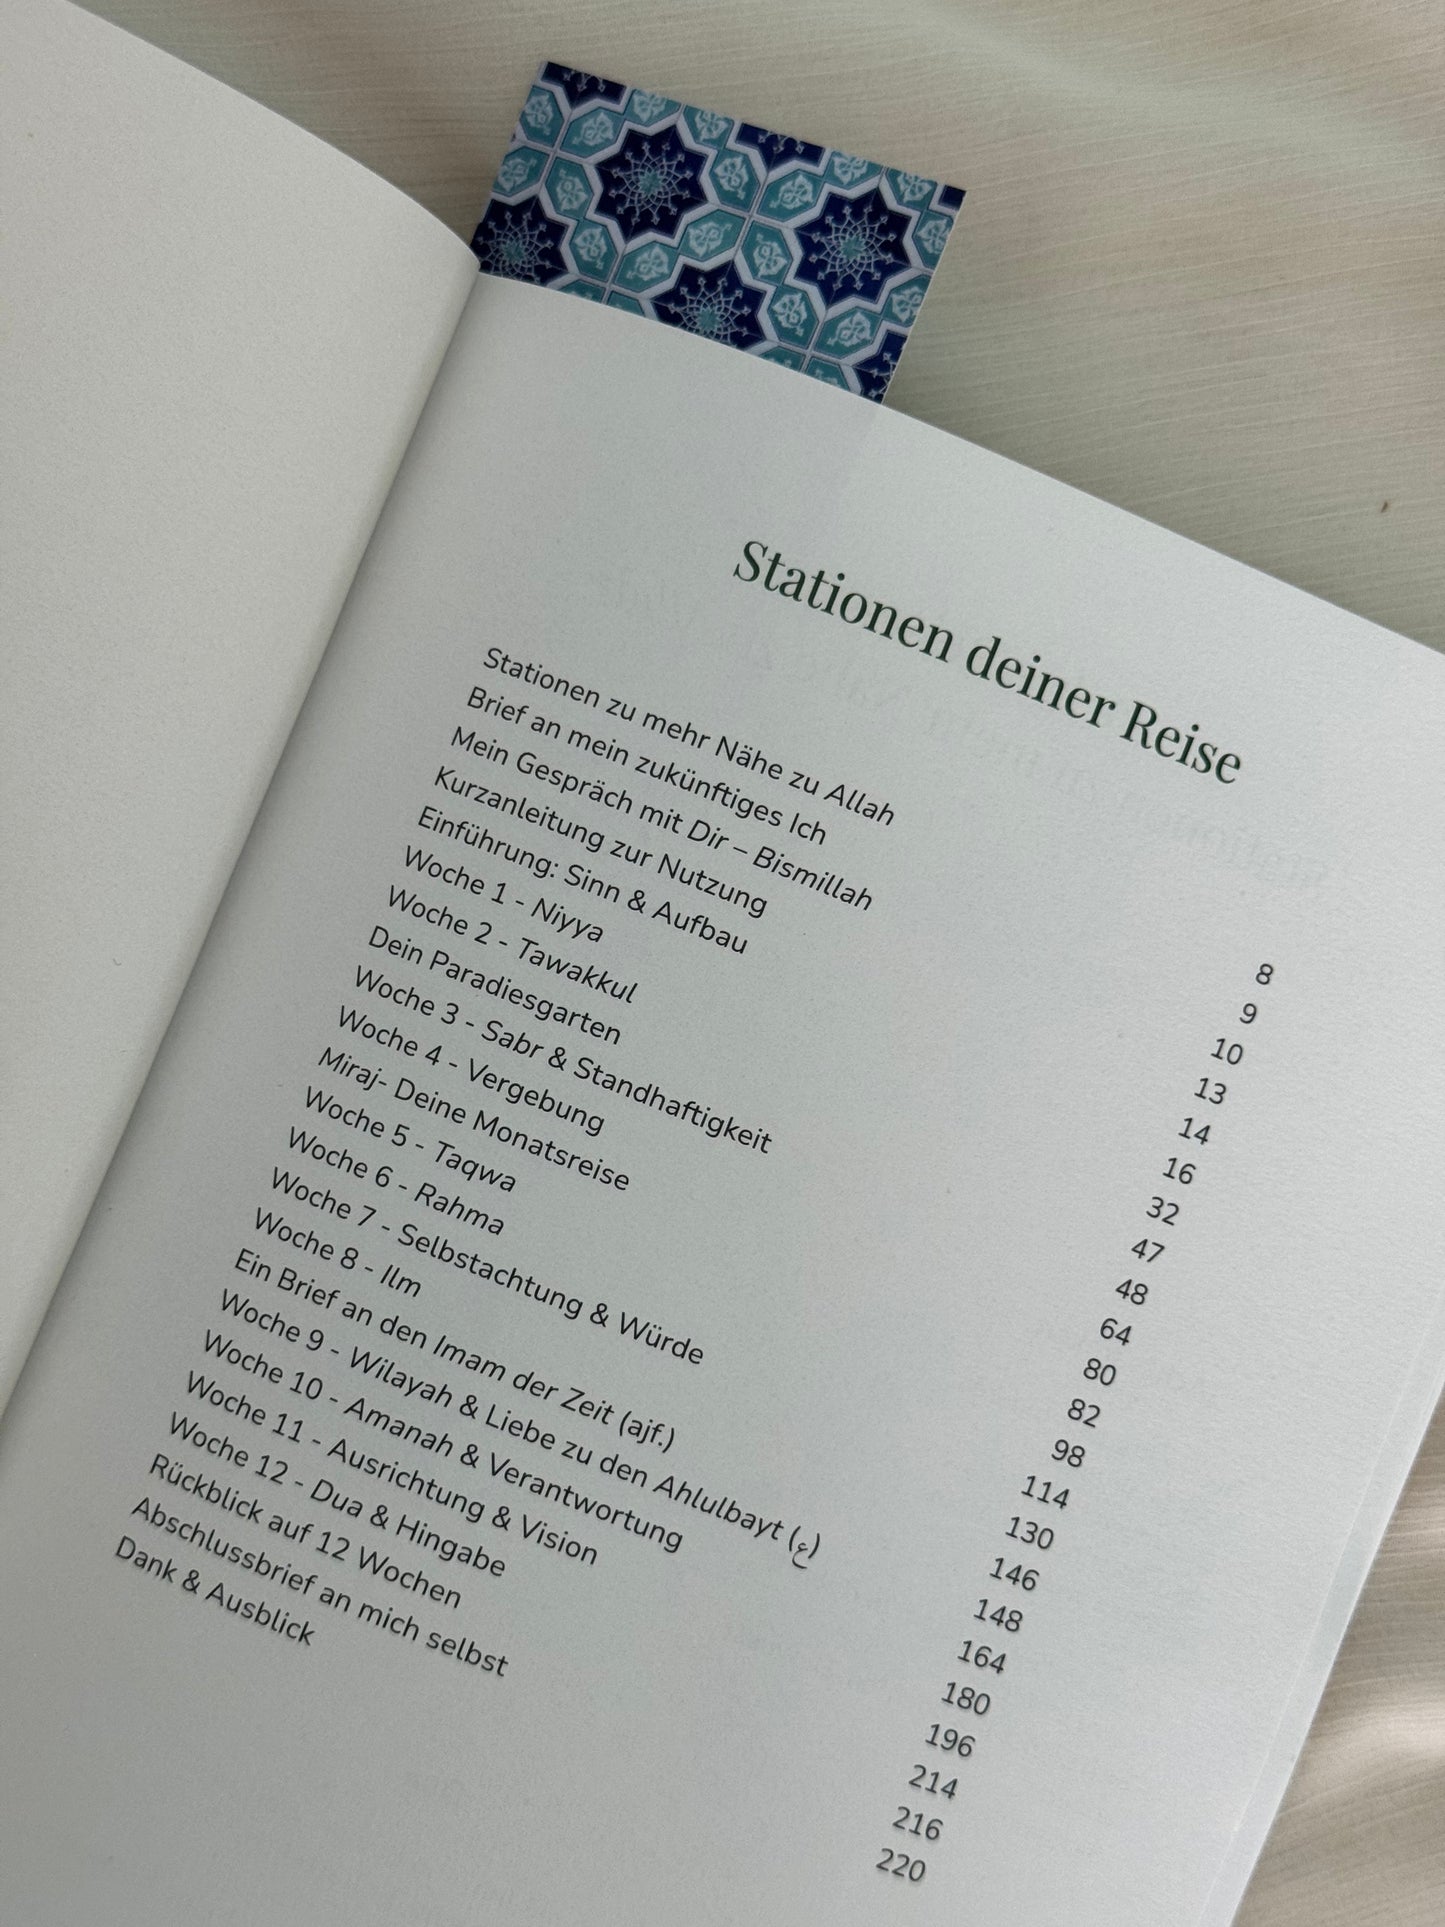 Stationen deiner Reise
Stationen zu mehr Nähe zu Allah 8
Brief an mein zukünftiges Ich 9
Mein Gespräch mit Dir – Bismillah 10
Kurzanleitung zur Nutzung 13
Einführung: Sinn & Aufbau 14
Woche 1 - Niyya 16
Woche 2 - Tawakkul 32
Dein Paradiesgarten 47
Woche 3 - Sabr & Standhaftigkeit 48
Woche 4 - Vergebung 64
Miraj- Deine Monatsreise 80
Woche 5 - Taqwa 82
Woche 6 - Rahma 98
Woche 7 - Selbstachtung & Würde 114
Woche 8 - Ilm 130
Ein Brief an den Imam der Zeit (ajf.) 146
Woche 9 - Wilayah & Liebe zu den Ahlulbayt (ع) 148
Woche 10 - Amanah & Verantwortung 164
Woche 11 - Ausrichtung & Vision 180
Woche 12 - Dua & Hingabe 196
Rückblick auf 12 Wochen 214
Abschlussbrief an mich selbst 216
Dank & Ausblick 220